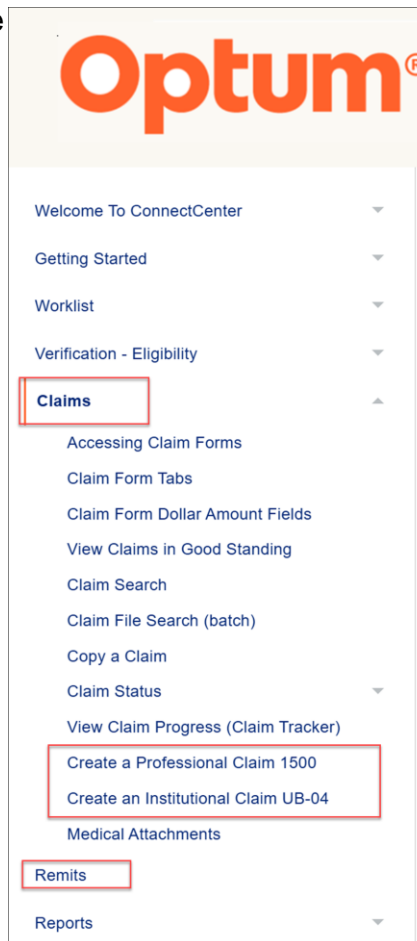 e
Optum®
Welcome To ConnectCenter
Getting Started
Worklist
Verification - Eligibility
Claims
Accessing Claim Forms
Claim Form Tabs
Claim Form Dollar Amount Fields
View Claims in Good Standing
Claim Search
Claim File Search (batch)
Copy a Claim
Claim Status
View Claim Progress (Claim Tracker)
Create a Professional Claim 1500
Create an Institutional Claim UB-04
Medical Attachments
Remits
Reports